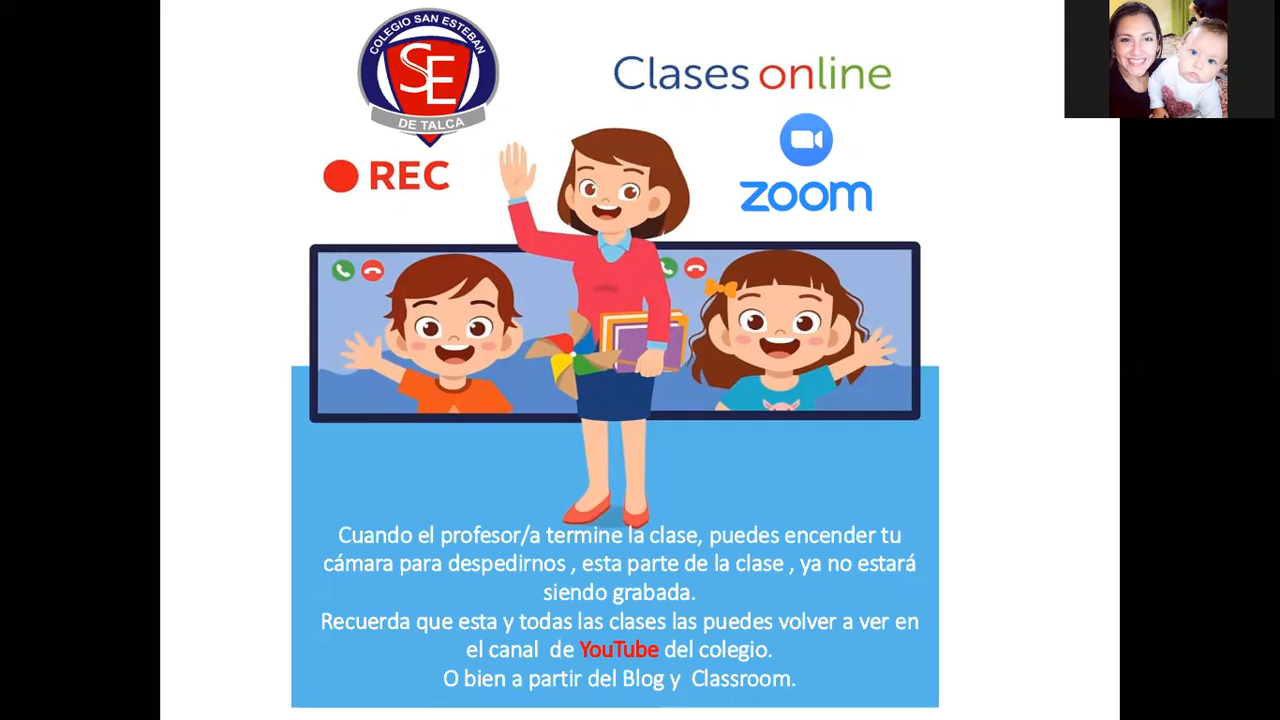 COLEGIO SAN ESTEBAN
SE
DE TALCA
Clases online
REC
zoom
Cuando el profesor/a termine la clase, puedes encender tu
cámara para despedirnos , esta parte de la clase , ya no estará
siendo grabada.
Recuerda que esta y todas las clases las puedes volver a ver en
el canal de YouTube del colegio.
O bien a partir del Blog y Classroom.